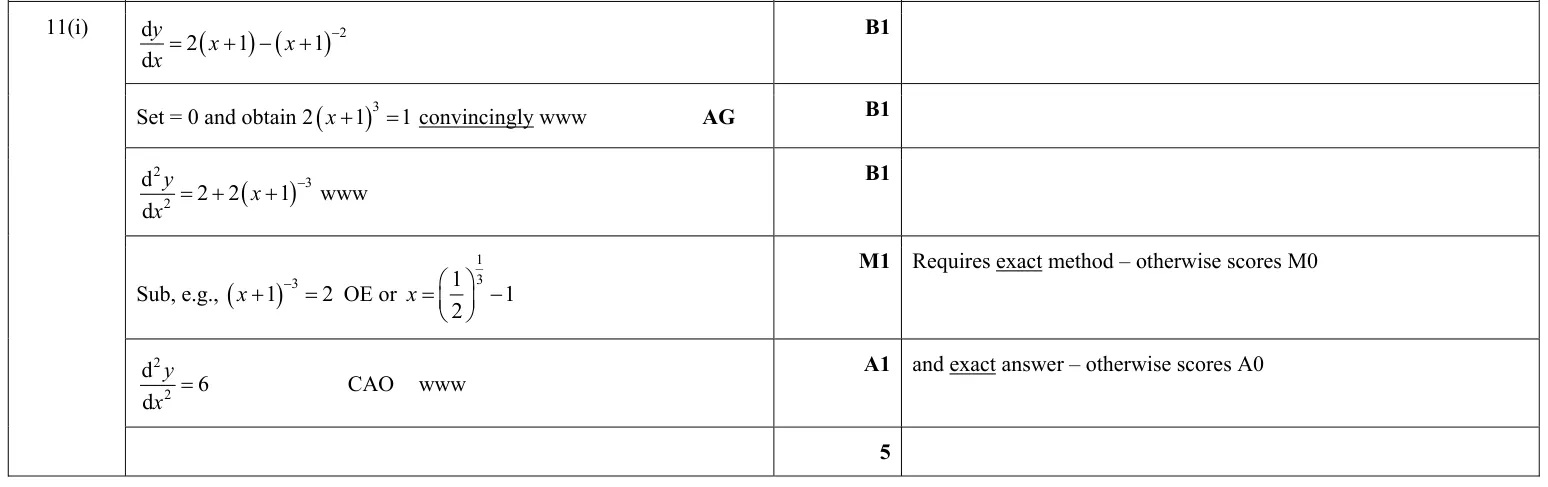 11(i) dy/dx = 2(x+1) − (x+1)⁻² B1
Set = 0 and obtain 2(x+1)³ = 1 convincingly www AG B1
d²y/dx² = 2 + 2(x+1)⁻³ www B1
Sub, e.g., (x+1)⁻³ = 2 OE or x = (1/2)^(1/3) − 1 M1 Requires exact method – otherwise scores M0
d²y/dx² = 6 CAO www A1 and exact answer – otherwise scores A0
5